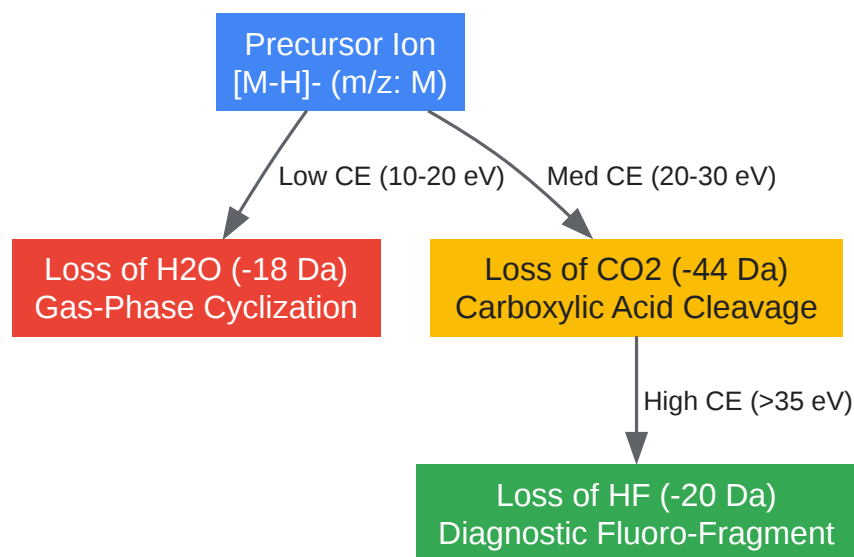 Precursor Ion
[M-H]- (m/z: M)
Low CE (10-20 eV)
Med CE (20-30 eV)
Loss of H2O (-18 Da)
Gas-Phase Cyclization
Loss of CO2 (-44 Da)
Carboxylic Acid Cleavage
High CE (>35 eV)
Loss of HF (-20 Da)
Diagnostic Fluoro-Fragment